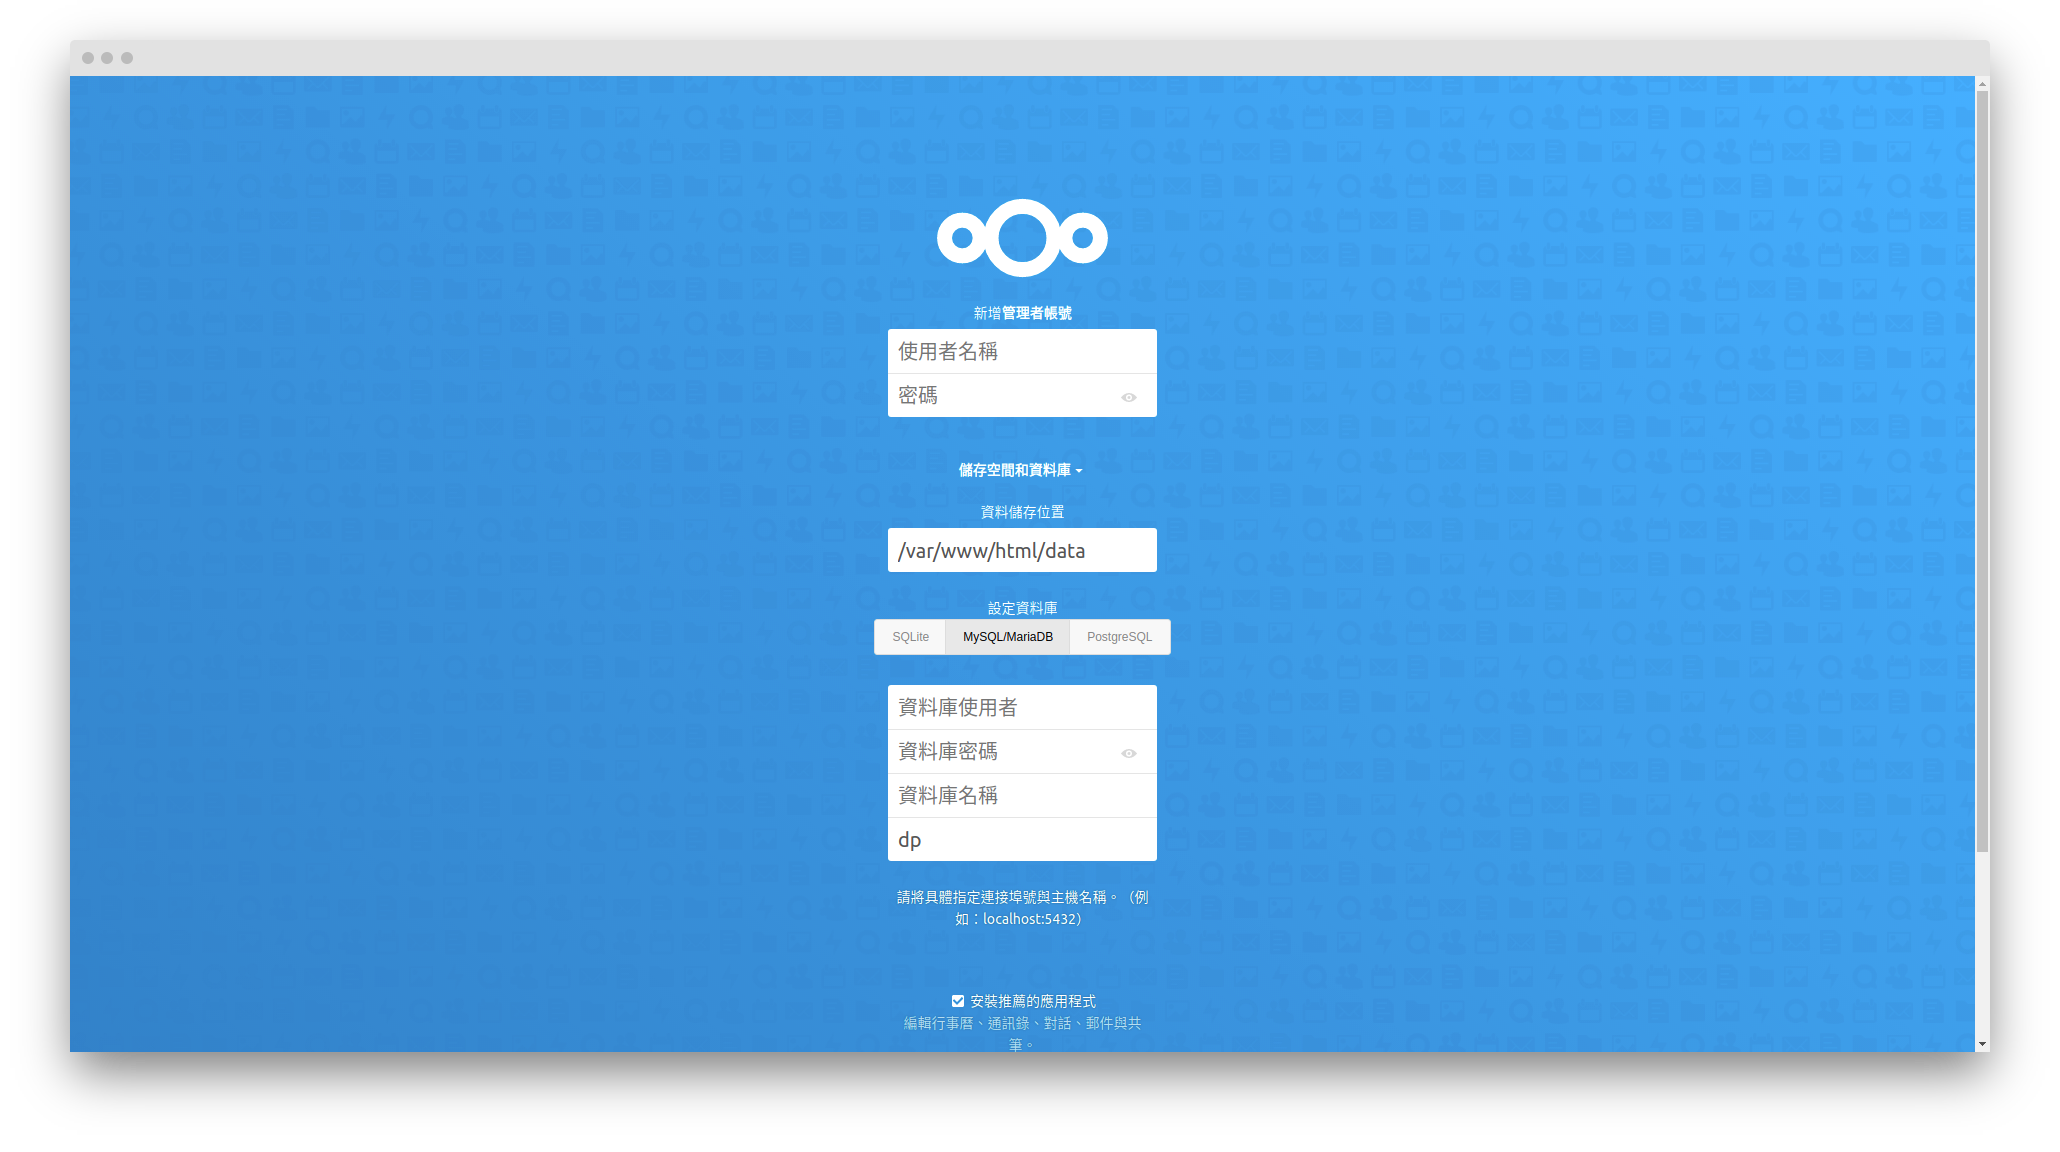 新增管理者帳號
使用者名稱
密碼
儲存空間和資料庫
資料儲存位置
/var/www/html/data
設定資料庫
SQLite MySQL/MariaDB PostgreSQL
資料庫使用者
資料庫密碼
資料庫名稱
dp
請將具體指定連接埠號與主機名稱。（例
如：localhost:5432）
安裝推薦的應用程式
編輯行事曆、通訊錄、對話、郵件與共
筆。